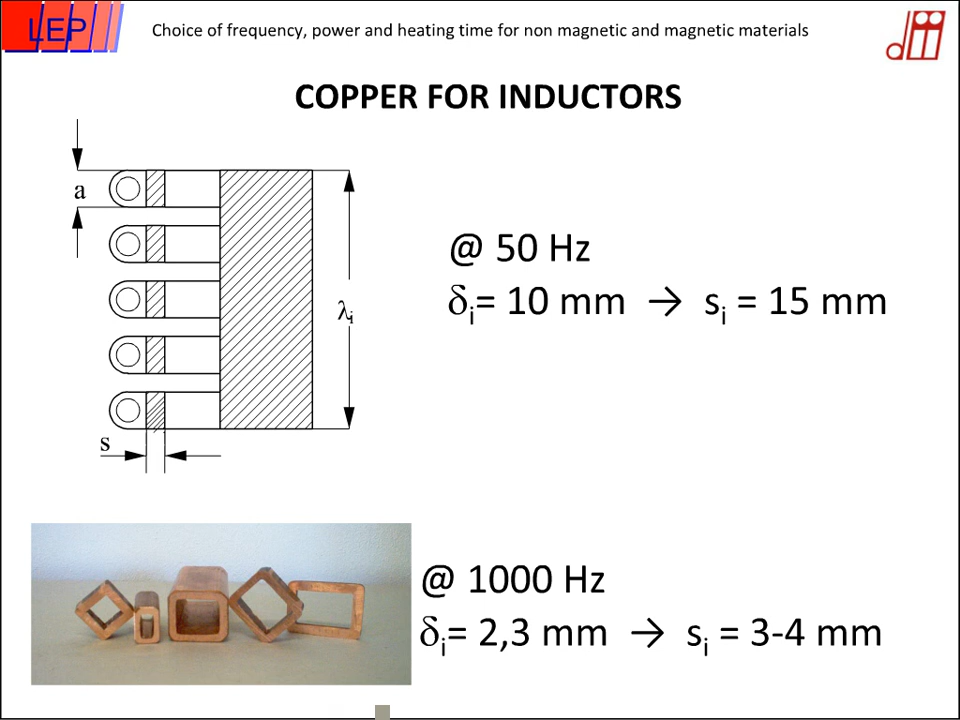 LEP
Choice of frequency, power and heating time for non magnetic and magnetic materials
COPPER FOR INDUCTORS
a
λi
s
@ 50 Hz
δi= 10 mm → si = 15 mm
@ 1000 Hz
δi= 2,3 mm → si = 3-4 mm